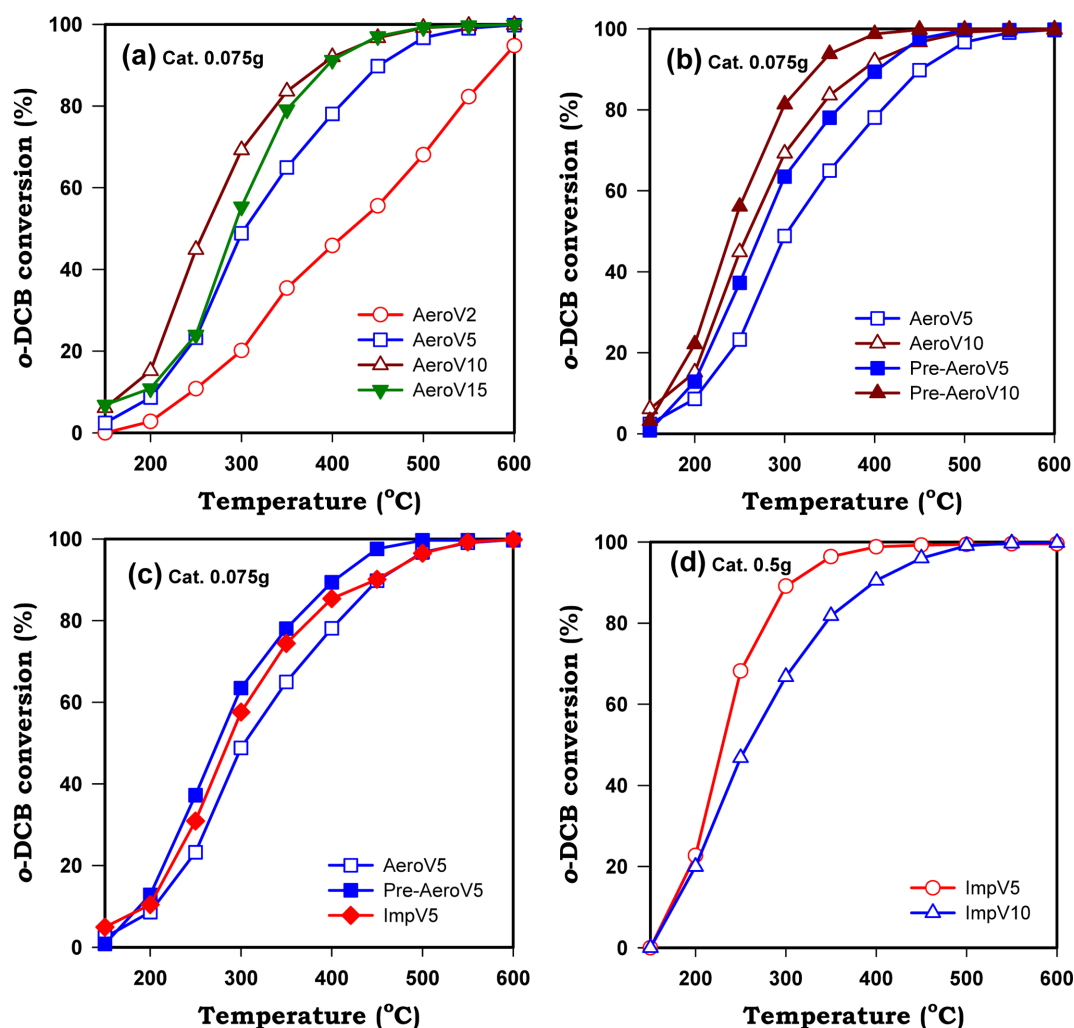 (a) Cat. 0.075g
o-DCB conversion (%)
100
80
60
40
20
0
AeroV2
AeroV5
AeroV10
AeroV15
200 300 400 500 600
Temperature (°C)
(b) Cat. 0.075g
o-DCB conversion (%)
100
80
60
40
20
0
AeroV5
AeroV10
Pre-AeroV5
Pre-AeroV10
200 300 400 500 600
Temperature (°C)
(c) Cat. 0.075g
o-DCB conversion (%)
100
80
60
40
20
0
AeroV5
Pre-AeroV5
ImpV5
200 300 400 500 600
Temperature (°C)
(d) Cat. 0.5g
o-DCB conversion (%)
100
80
60
40
20
0
ImpV5
ImpV10
200 300 400 500 600
Temperature (°C)